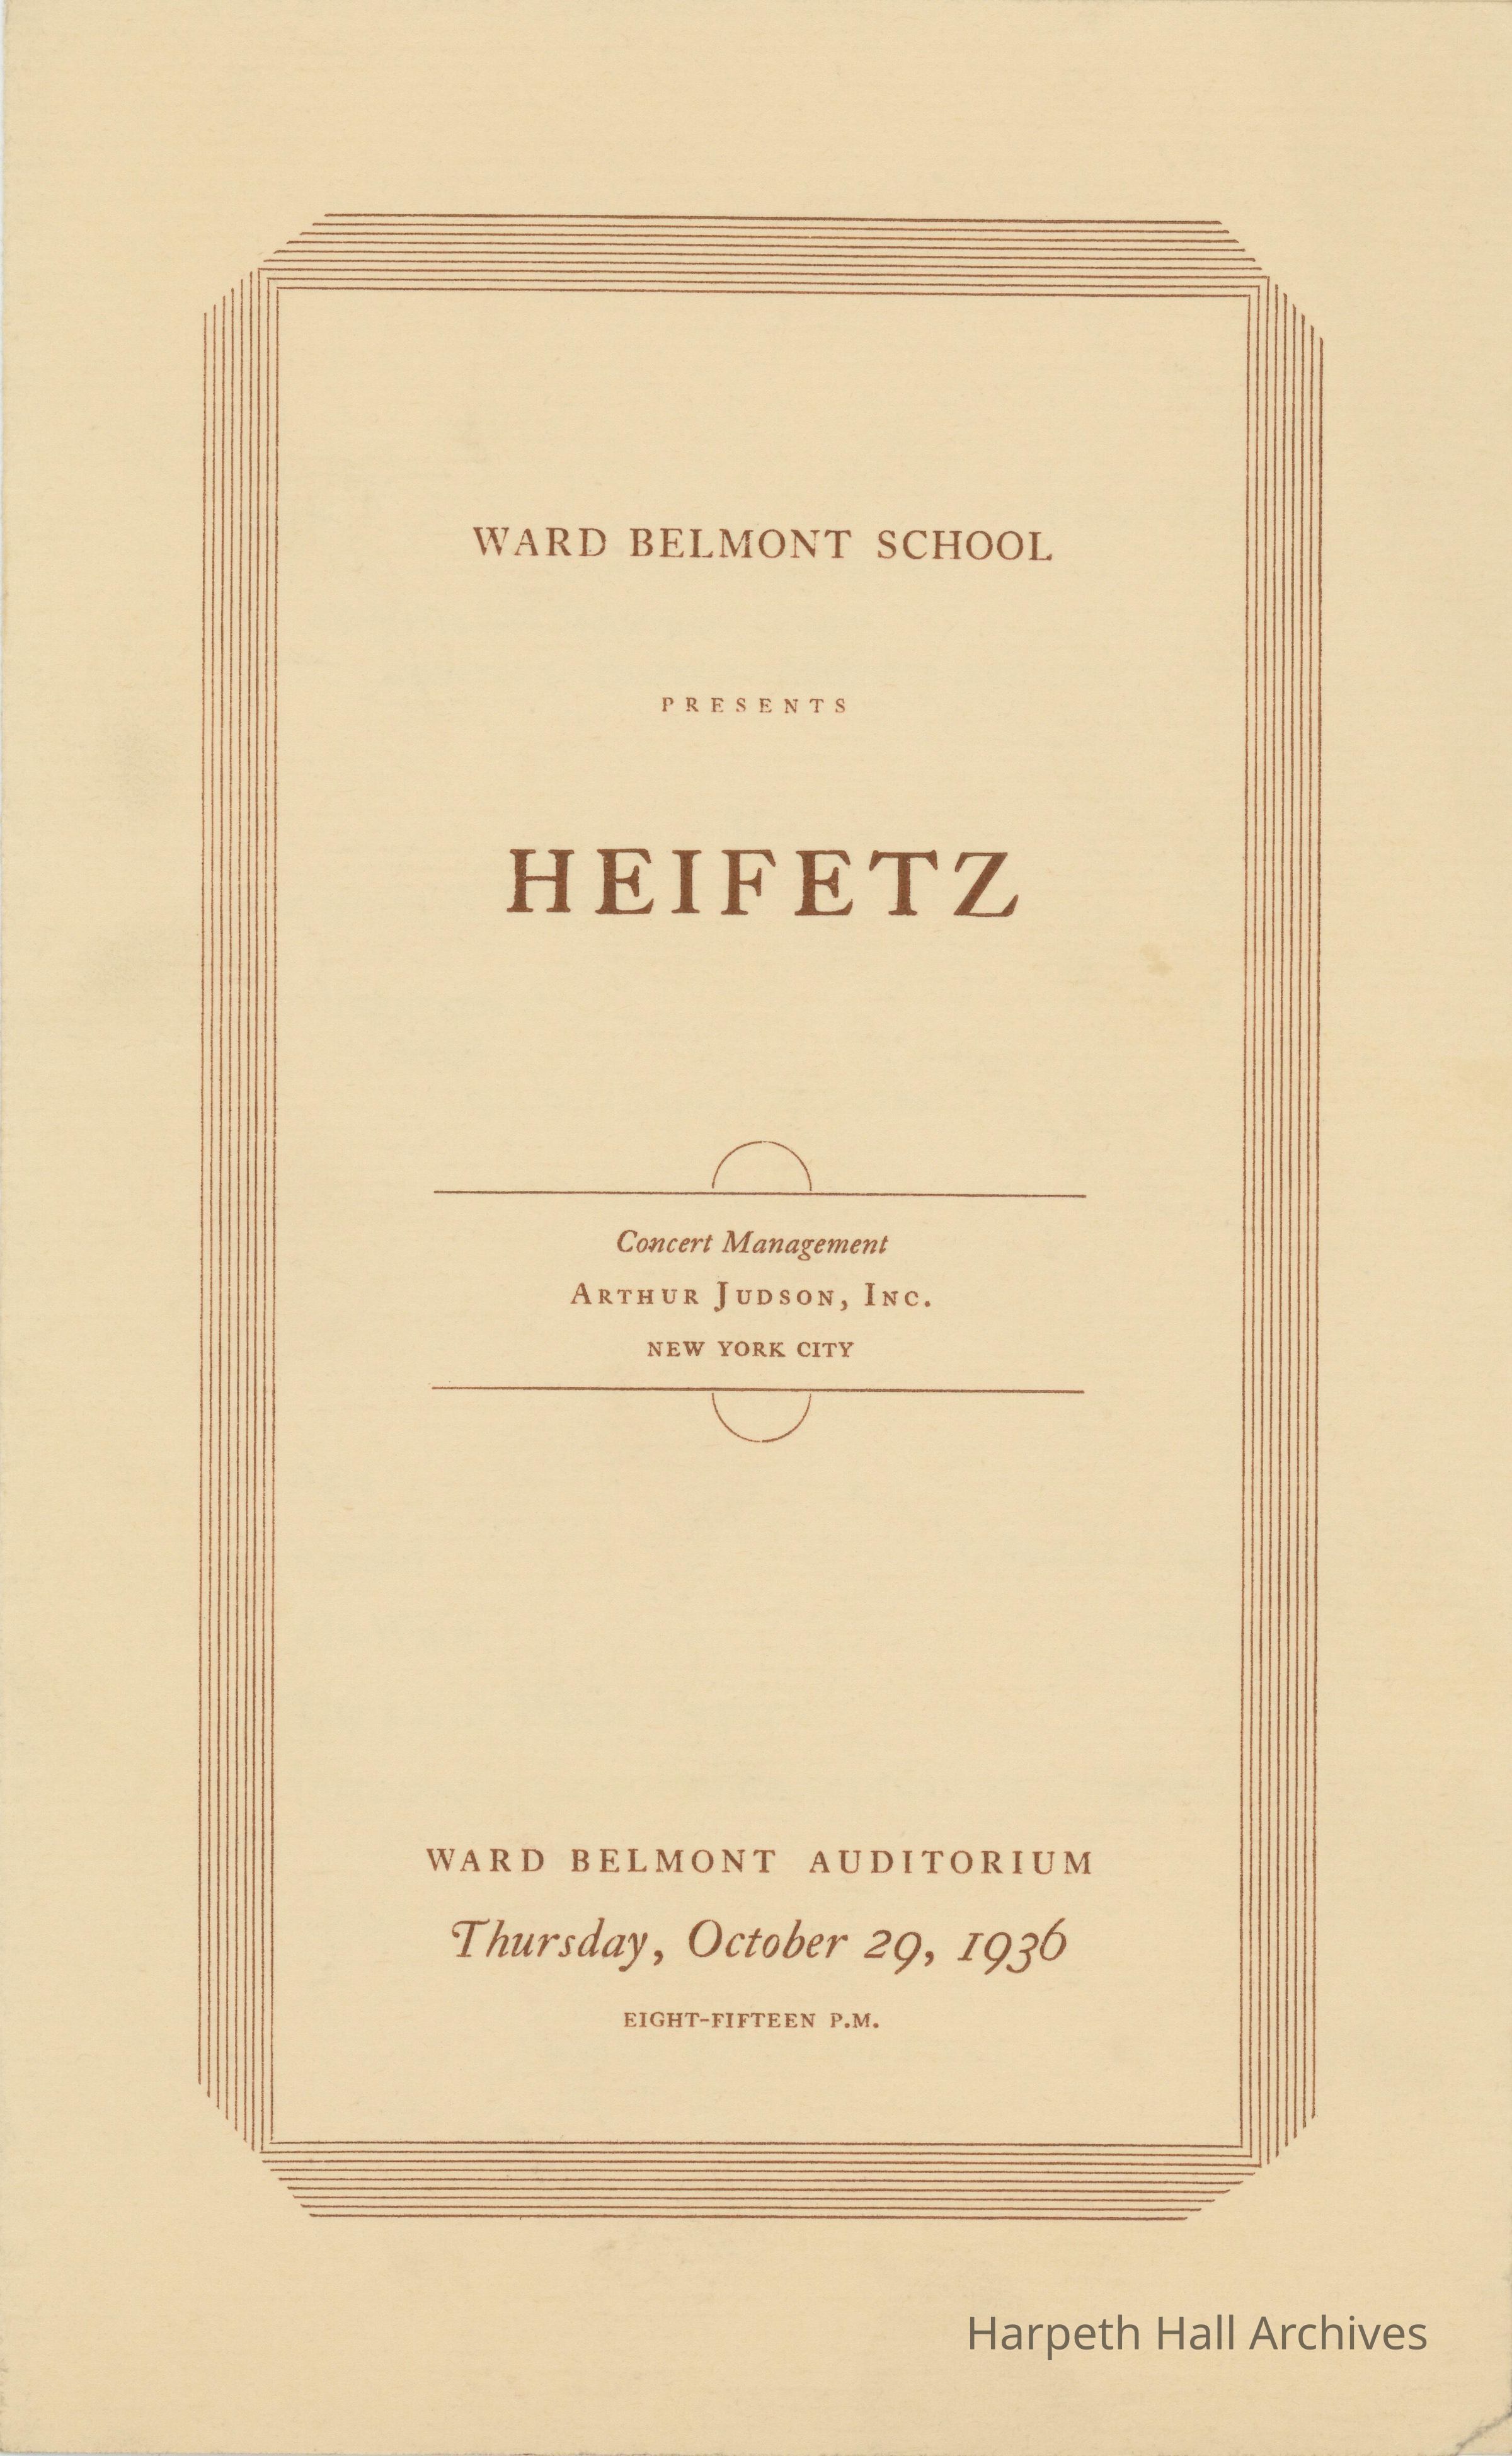 WARD BELMONT SCHOOL
PRESENTS
HEIFETZ
Concert Management
ARTHUR JUDSON, INC.
NEW YORK CITY
WARD BELMONT AUDITORIUM
Thursday, October 29, 1936
EIGHT-FIFTEEN P.M.
Harpeth Hall Archives